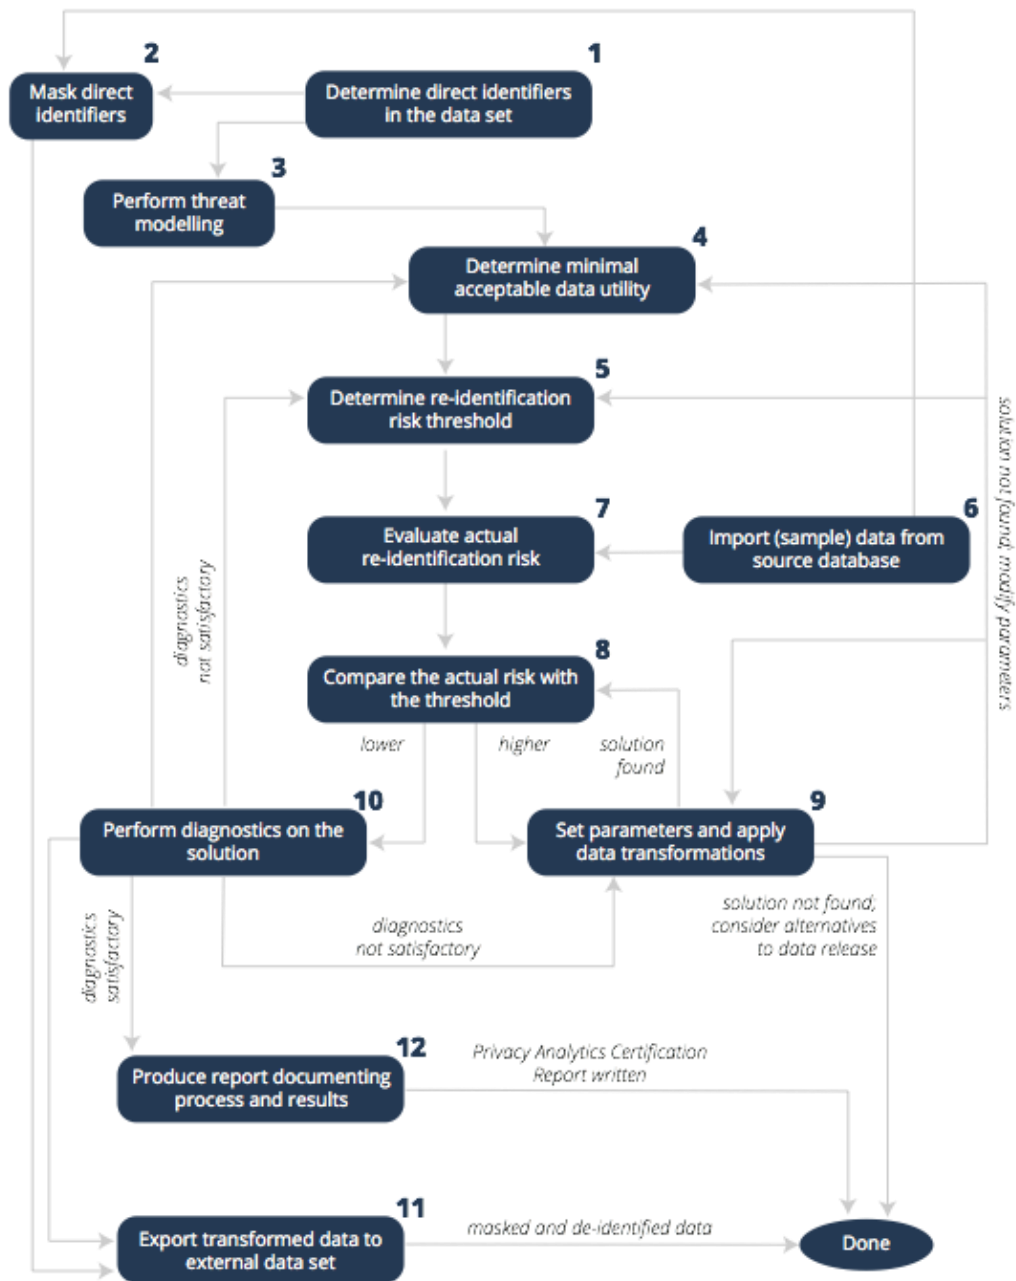 2
Mask direct
identifiers
1
Determine direct identifiers
in the data set
3
Perform threat
modelling
4
Determine minimal
acceptable data utility
5
Determine re-identification
risk threshold
7
Evaluate actual
re-identification risk
6
Import (sample) data from
source database
solution not found; modify parameters
diagnostics
not satisfactory
8
Compare the actual risk with
the threshold
lower
higher
solution
found
10
Perform diagnostics on the
solution
9
Set parameters and apply
data transformations
diagnostics
satisfactory
diagnostics
not satisfactory
solution not found;
consider alternatives
to data release
12
Produce report documenting
process and results
Privacy Analytics Certification
Report written
11
Export transformed data to
external data set
masked and de-identified data
Done